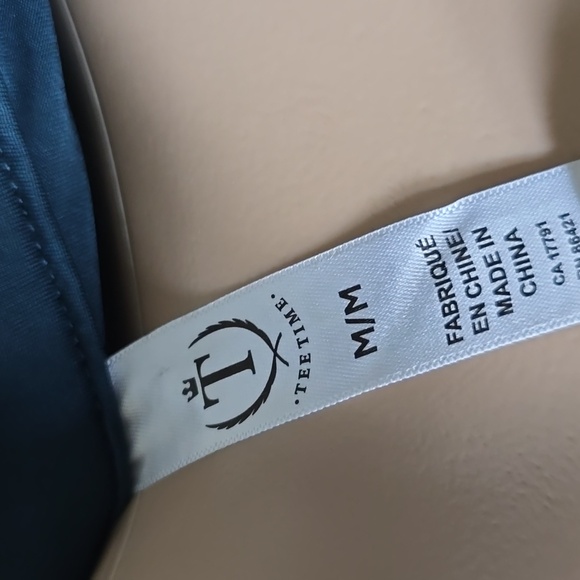 T
• TEE TIME •
M/M
FABRIQUÉ
EN CHINE/
MADE IN
CHINA
CA 17791